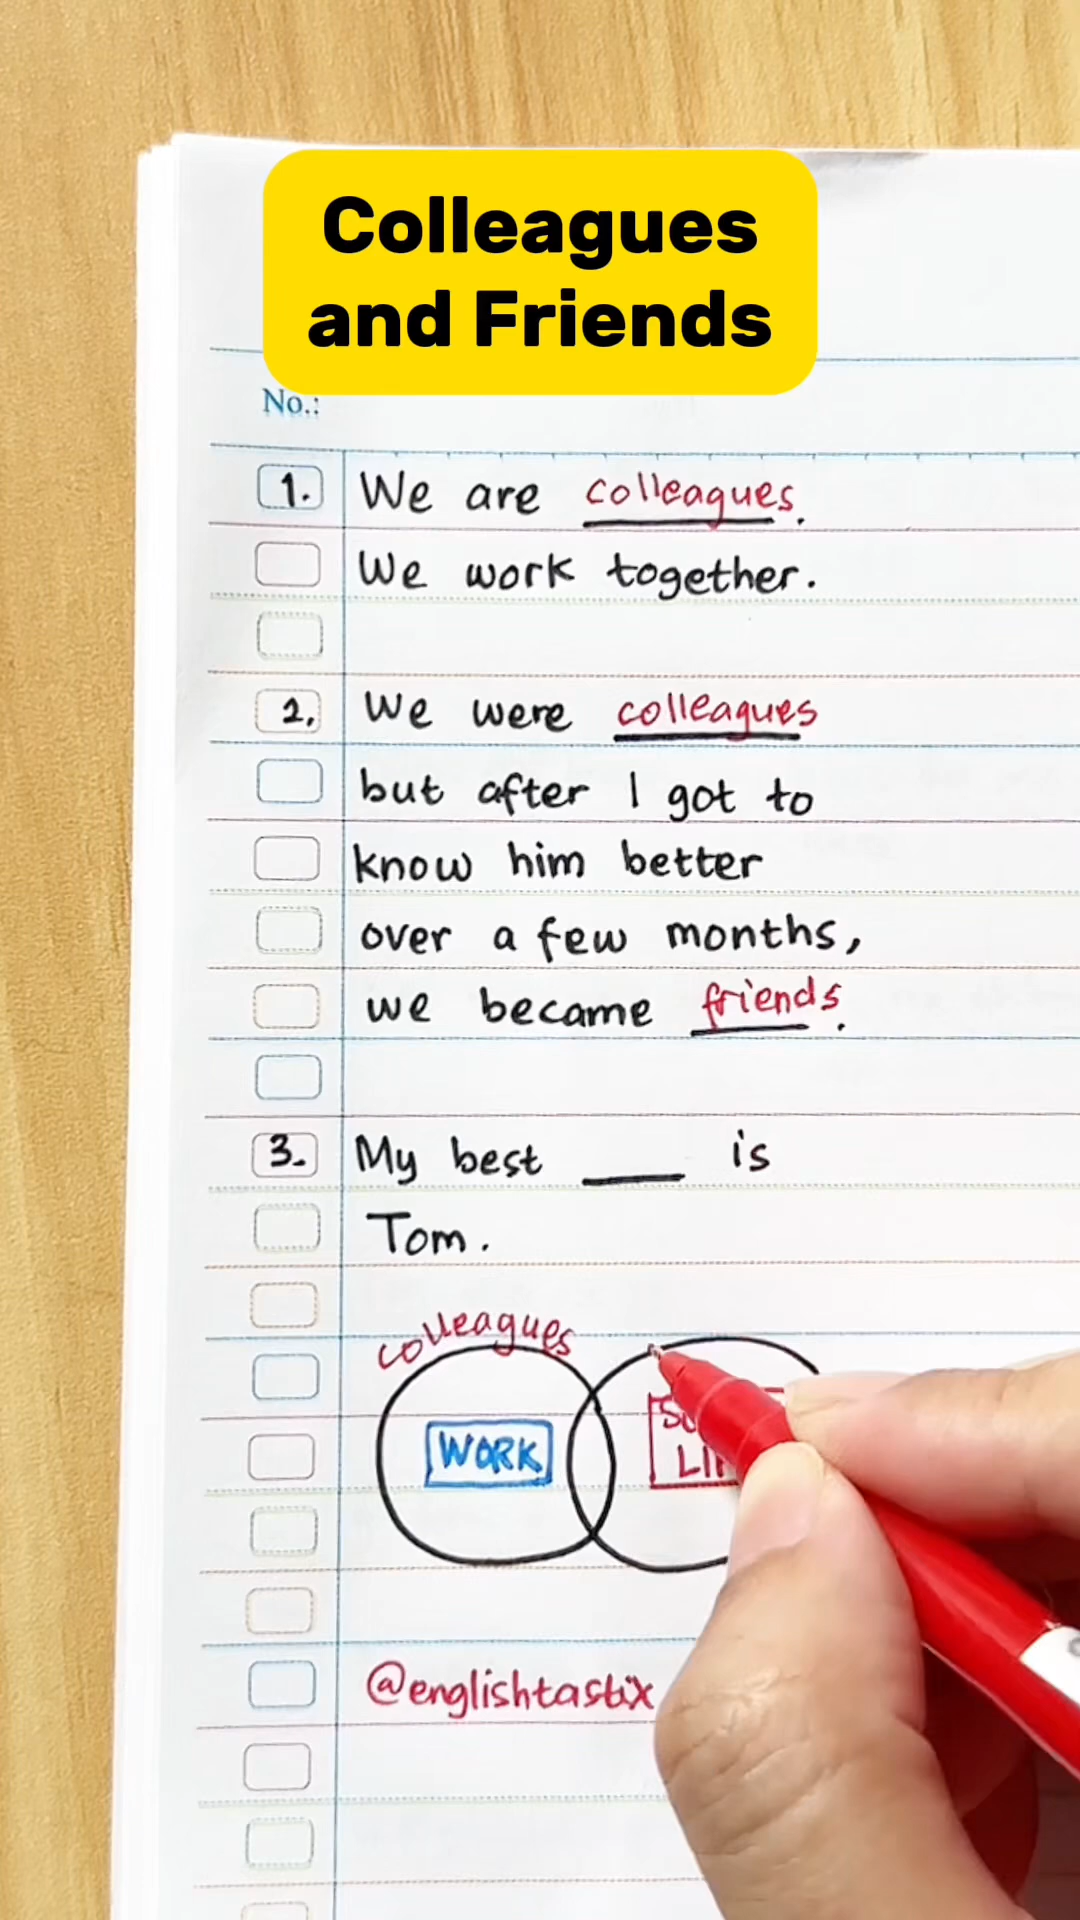 Colleagues
and Friends
No.:
1. We are colleagues.
We work together.
2. We were colleagues
but after I got to
know him better
over a few months,
we became friends.
3. My best ____ is
Tom.
colleagues
WORK
@englishtastix